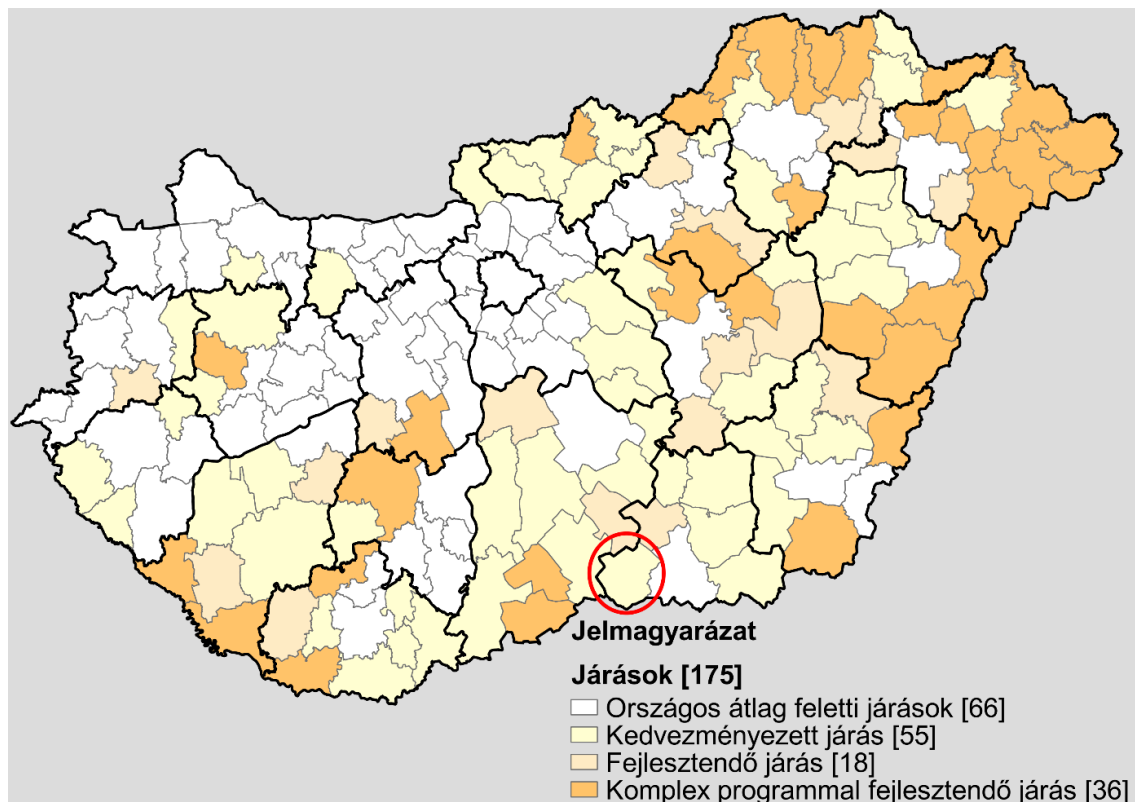 Jelmagyarázat
Járások [175]
Országos átlag feletti járások [66]
Kedvezményezett járás [55]
Fejlesztendő járás [18]
Komplex programmal fejlesztendő járás [36]